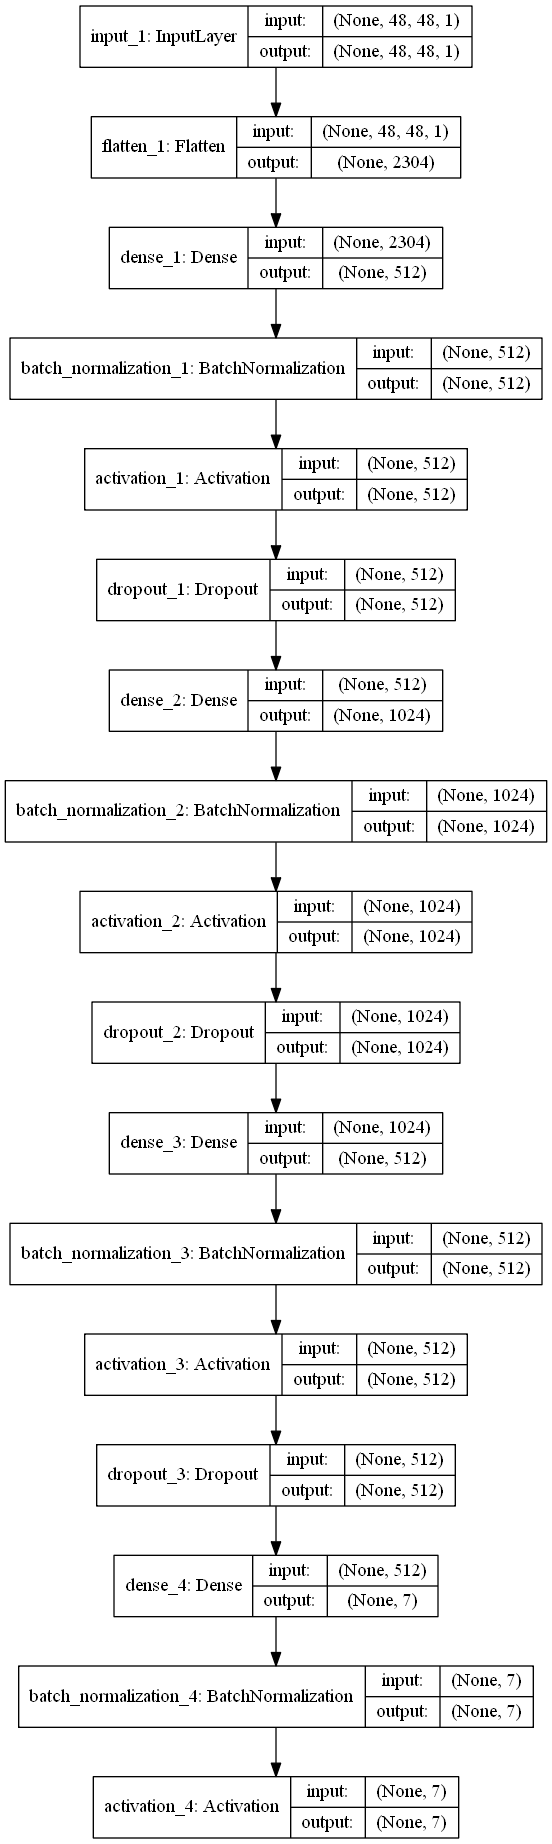 input_1: InputLayer
input: (None, 48, 48, 1)
output: (None, 48, 48, 1)
flatten_1: Flatten
input: (None, 48, 48, 1)
output: (None, 2304)
dense_1: Dense
input: (None, 2304)
output: (None, 512)
batch_normalization_1: BatchNormalization
input: (None, 512)
output: (None, 512)
activation_1: Activation
input: (None, 512)
output: (None, 512)
dropout_1: Dropout
input: (None, 512)
output: (None, 512)
dense_2: Dense
input: (None, 512)
output: (None, 1024)
batch_normalization_2: BatchNormalization
input: (None, 1024)
output: (None, 1024)
activation_2: Activation
input: (None, 1024)
output: (None, 1024)
dropout_2: Dropout
input: (None, 1024)
output: (None, 1024)
dense_3: Dense
input: (None, 1024)
output: (None, 512)
batch_normalization_3: BatchNormalization
input: (None, 512)
output: (None, 512)
activation_3: Activation
input: (None, 512)
output: (None, 512)
dropout_3: Dropout
input: (None, 512)
output: (None, 512)
dense_4: Dense
input: (None, 512)
output: (None, 7)
batch_normalization_4: BatchNormalization
input: (None, 7)
output: (None, 7)
activation_4: Activation
input: (None, 7)
output: (None, 7)